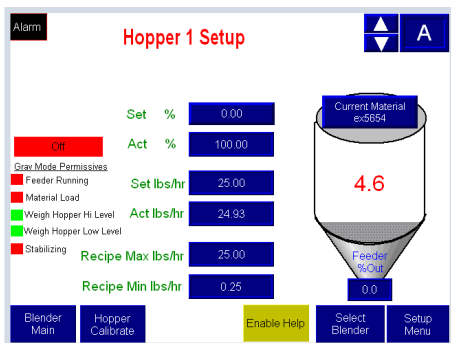 Alarm
Hopper 1 Setup
A
Set %
0.00
Current Material
ex5654
Off
Act %
100.00
Gray Mode Permissives
Feeder Running
Set lbs/hr
25.00
4.6
Material Load
Weigh Hopper Hi Level
Act lbs/hr
24.93
Weigh Hopper Low Level
Stabilizing
Recipe Max lbs/hr
25.00
Feeder
%Out
Recipe Min lbs/hr
0.25
0.0
Blender
Main
Hopper
Calibrate
Enable Help
Select
Blender
Setup
Menu